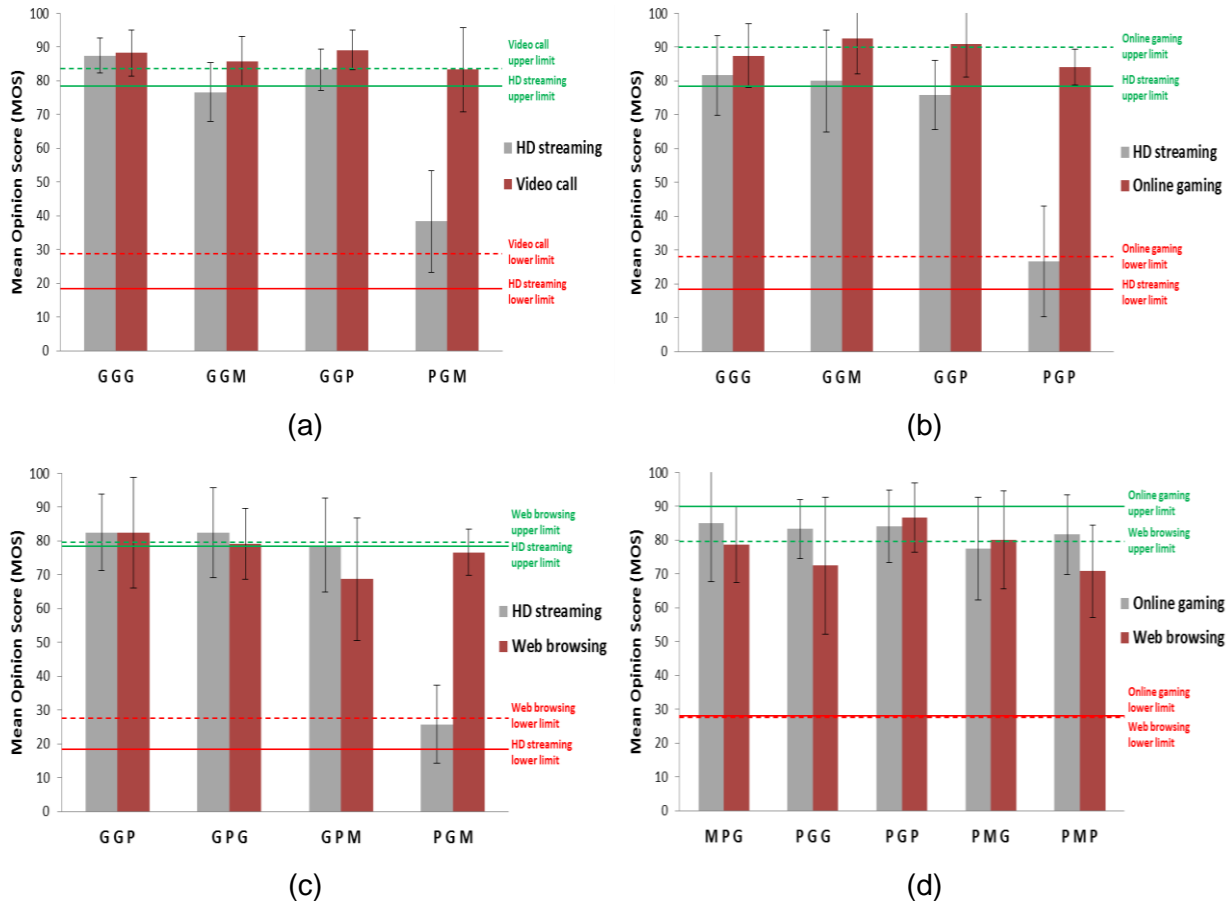 Mean Opinion Score (MOS)
100
90
80
70
60
50
40
30
20
10
0
Video call
upper limit
HD streaming
upper limit
HD streaming
Video call
Video call
lower limit
HD streaming
lower limit
G G G
G G M
G G P
P G M
(a)
Mean Opinion Score (MOS)
100
90
80
70
60
50
40
30
20
10
0
Online gaming
upper limit
HD streaming
upper limit
HD streaming
Online gaming
Online gaming
lower limit
HD streaming
lower limit
G G G
G G M
G G P
P G P
(b)
Mean Opinion Score (MOS)
100
90
80
70
60
50
40
30
20
10
0
Web browsing
upper limit
HD streaming
upper limit
HD streaming
Web browsing
Web browsing
lower limit
HD streaming
lower limit
G G P
G P G
G P M
P G M
(c)
Mean Opinion Score (MOS)
100
90
80
70
60
50
40
30
20
10
0
Online gaming
upper limit
Web browsing
upper limit
Online gaming
Web browsing
Online gaming
lower limit
Web browsing
lower limit
M P G
P G G
P G P
P M G
P M P
(d)